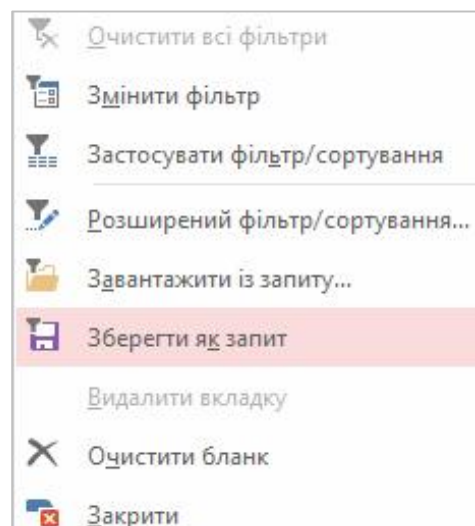 Очистити всі фільтри
Змінити фільтр
Застосувати фільтр/сортування
Розширений фільтр/сортування...
Завантажити із запиту...
Зберегти як запит
Видалити вкладку
Очистити бланк
Закрити